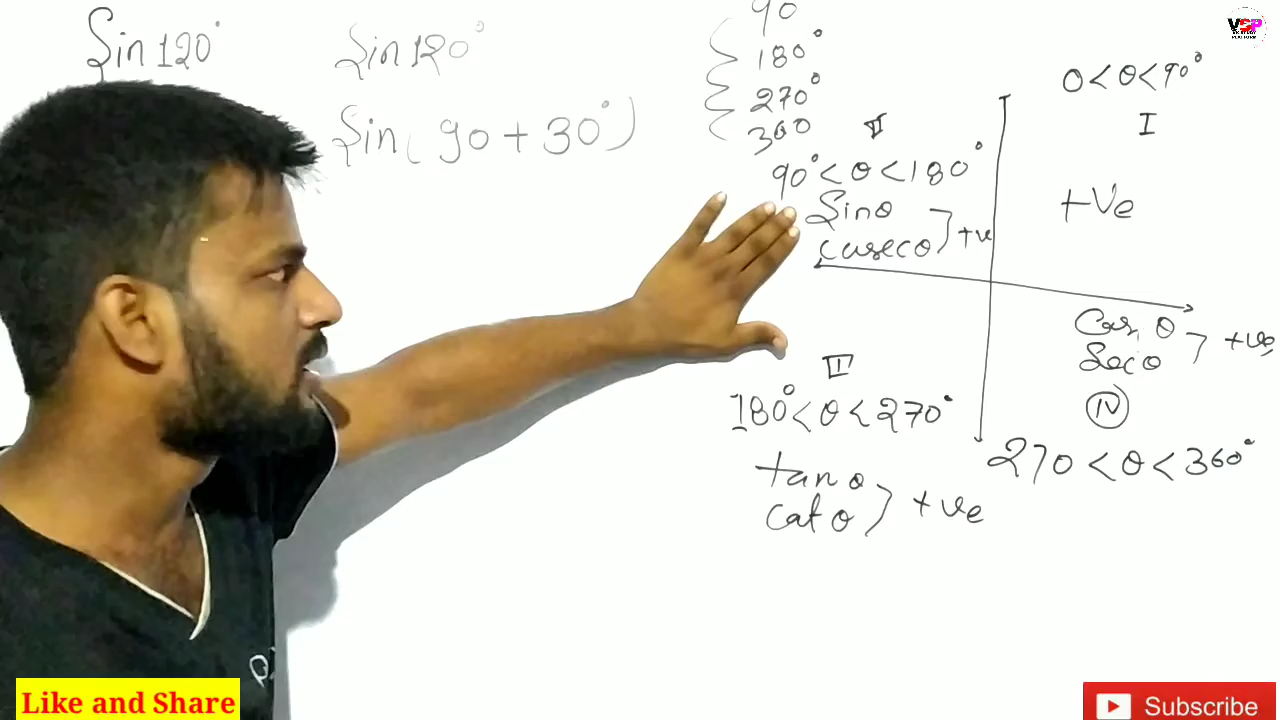 Sin 120°
Sin 120°
Sin( 90 + 30°)
90
180°
270°
360
II
90° < θ < 180°
Sinθ
cosecθ } +ve
0 < θ < 90°
I
+Ve
Cos θ
Secθ } +ve
IV
270 < θ < 360°
III
180° < θ < 270°
tan θ
cot θ } +ve
VSP
Like and Share
Subscribe